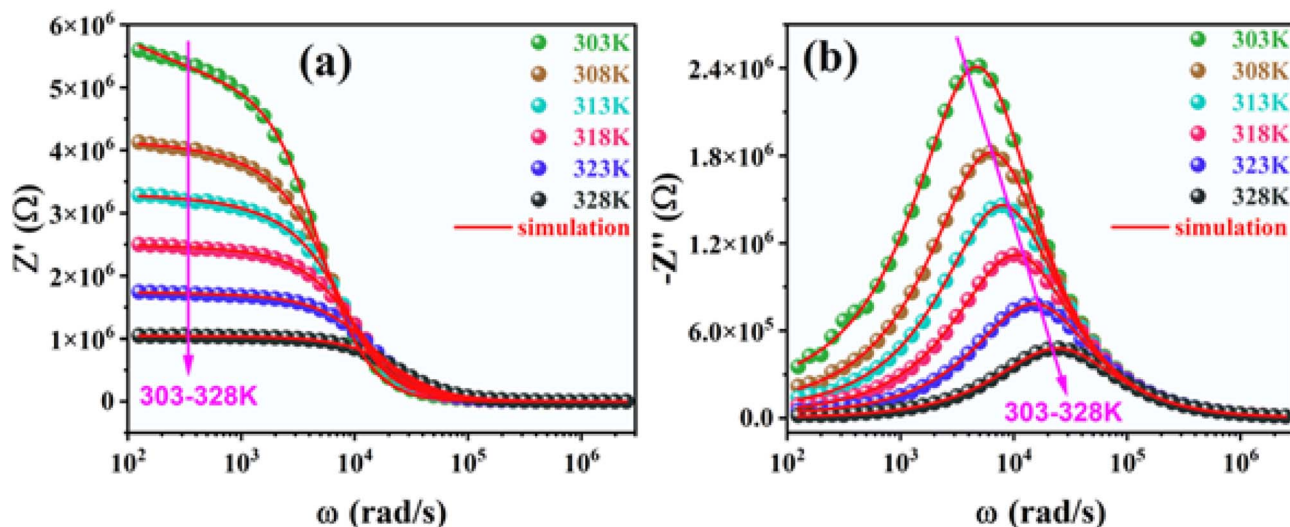 (a)
Z' (Ω)
6×10⁶
5×10⁶
4×10⁶
3×10⁶
2×10⁶
1×10⁶
0
303K
308K
313K
318K
323K
328K
simulation
303-328K
10² 10³ 10⁴ 10⁵ 10⁶
ω (rad/s)
(b)
-Z'' (Ω)
2.4×10⁶
1.8×10⁶
1.2×10⁶
6.0×10⁵
0.0
303K
308K
313K
318K
323K
328K
simulation
303-328K
10² 10³ 10⁴ 10⁵ 10⁶
ω (rad/s)